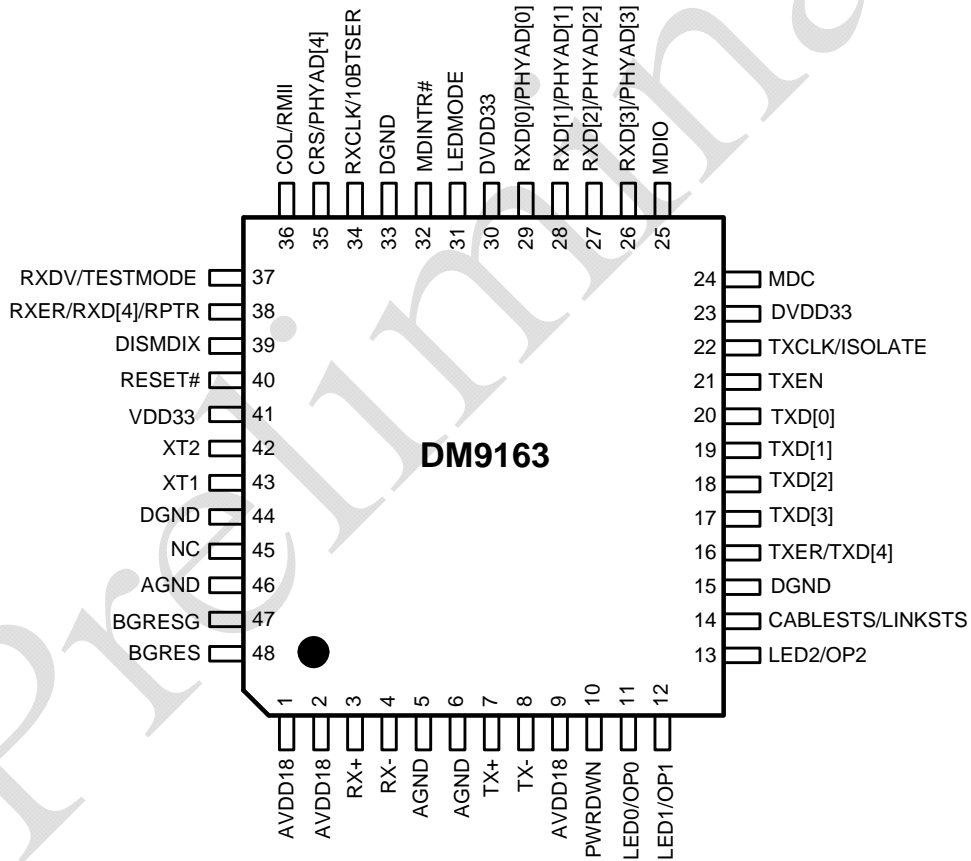 COL/RMII
CRS/PHYAD[4]
RXCLK/10BTSER
DGND
MDINTR#
LEDMODE
DVDD33
RXD[0]/PHYAD[0]
RXD[1]/PHYAD[1]
RXD[2]/PHYAD[2]
RXD[3]/PHYAD[3]
MDIO
36
35
34
33
32
31
30
29
28
27
26
25
RXDV/TESTMODE 37
RXER/RXD[4]/RPTR 38
DISMDIX 39
RESET# 40
VDD33 41
XT2 42
XT1 43
DGND 44
NC 45
AGND 46
BGRESG 47
BGRES 48
DM9163
24 MDC
23 DVDD33
22 TXCLK/ISOLATE
21 TXEN
20 TXD[0]
19 TXD[1]
18 TXD[2]
17 TXD[3]
16 TXER/TXD[4]
15 DGND
14 CABLESTS/LINKSTS
13 LED2/OP2
1
2
3
4
5
6
7
8
9
10
11
12
AVDD18
AVDD18
RX+
RX-
AGND
AGND
TX+
TX-
AVDD18
PWRDWN
LED0/OP0
LED1/OP1
Prelimina